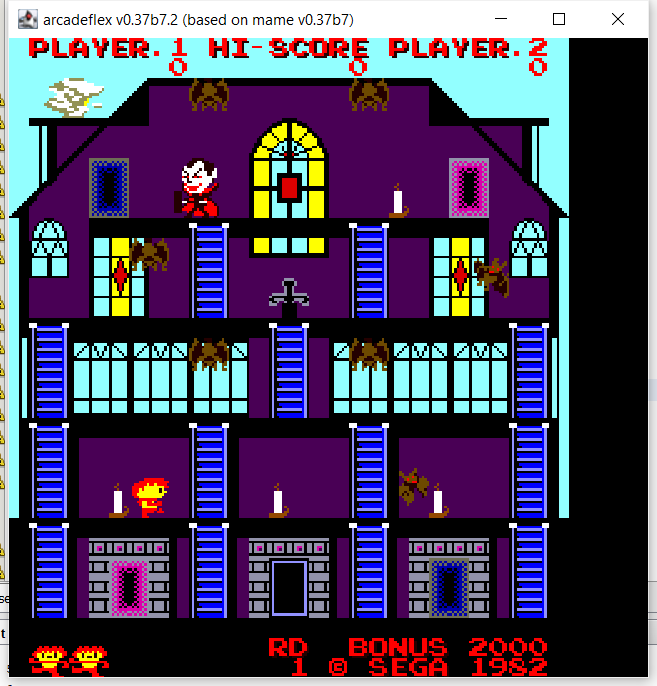 arcadeflex v0.37b7.2 (based on mame v0.37b7)
PLAYER.1 HI-SCORE PLAYER.2
0 0 0
RD BONUS 2000
1 © SEGA 1982